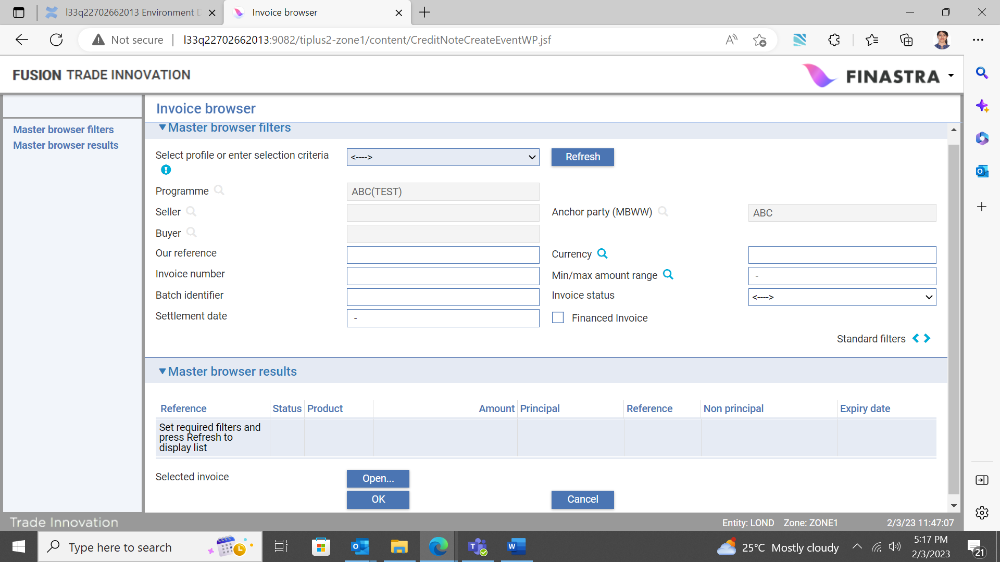 l33q22702662013 Environment D
Invoice browser
Not secure
l33q22702662013:9082/tiplus2-zone1/content/CreditNoteCreateEventWP.jsf
FUSION TRADE INNOVATION
FINASTRA
Invoice browser
Master browser filters
Master browser results
Master browser filters
Select profile or enter selection criteria
<---->
Refresh
Programme
ABC(TEST)
Seller
Anchor party (MBWW)
ABC
Buyer
Our reference
Currency
Invoice number
Min/max amount range
-
Batch identifier
Invoice status
<---->
Settlement date
-
Financed Invoice
Standard filters
Master browser results
Reference Status Product Amount Principal Reference Non principal Expiry date
Set required filters and
press Refresh to
display list
Selected invoice
Open...
OK
Cancel
Trade Innovation
Entity: LOND Zone: ZONE1 2/3/23 11:47:07
Type here to search
25°C Mostly cloudy
5:17 PM
2/3/2023
21